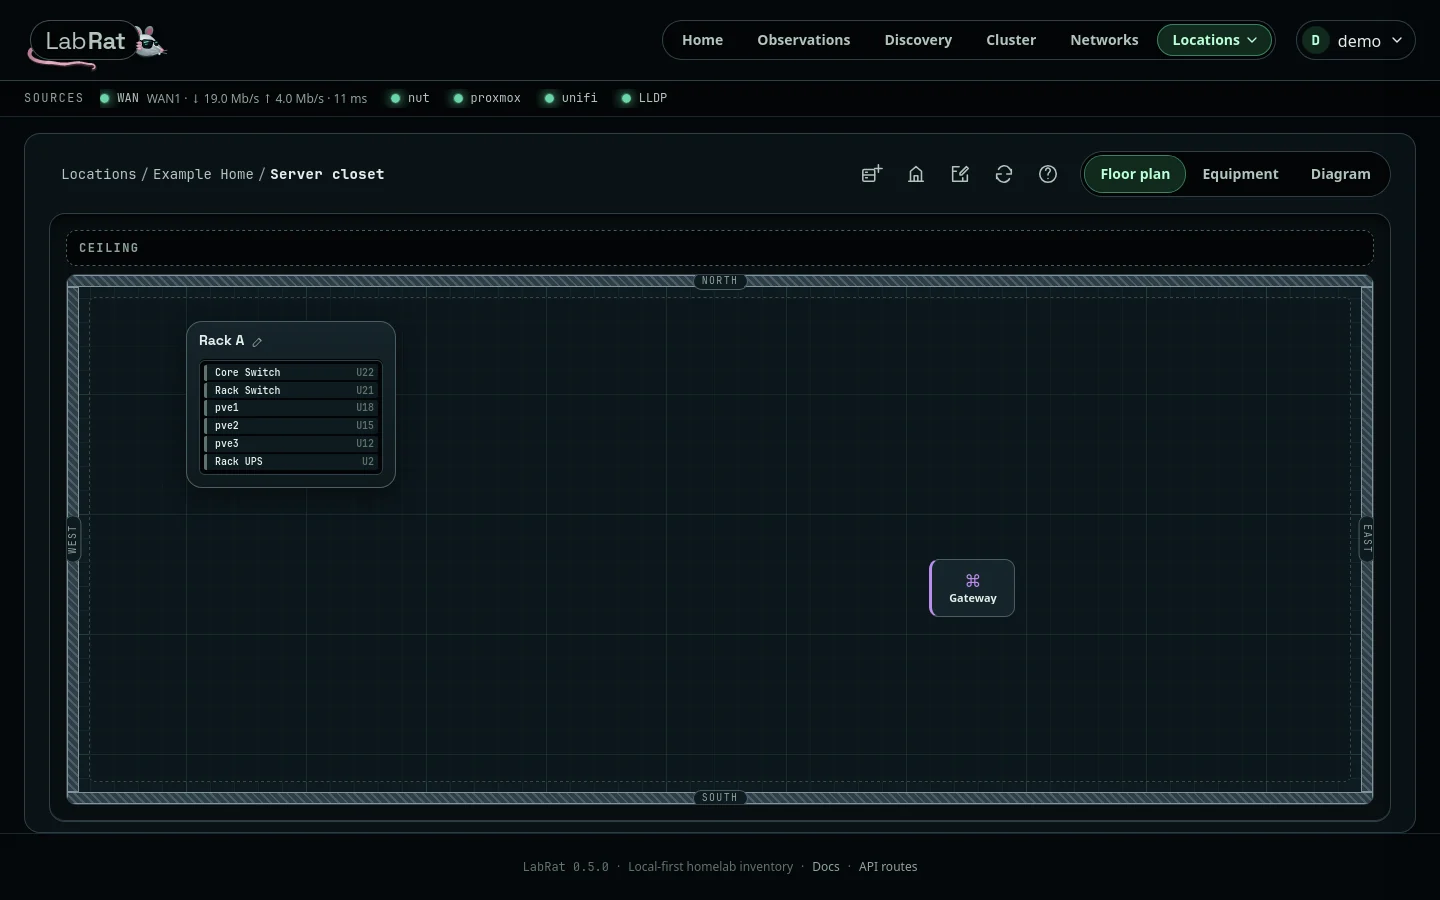 LabRat
Home Observations Discovery Cluster Networks Locations
D demo
SOURCES WAN WAN1 · ↓ 19.0 Mb/s ↑ 4.0 Mb/s · 11 ms nut proxmox unifi LLDP
Locations / Example Home / Server closet
Floor plan Equipment Diagram
CEILING
NORTH
Rack A
Core Switch U22
Rack Switch U21
pve1 U18
pve2 U15
pve3 U12
Rack UPS U2
WEST
EAST
Gateway
SOUTH
LabRat 0.5.0 · Local-first homelab inventory · Docs · API routes